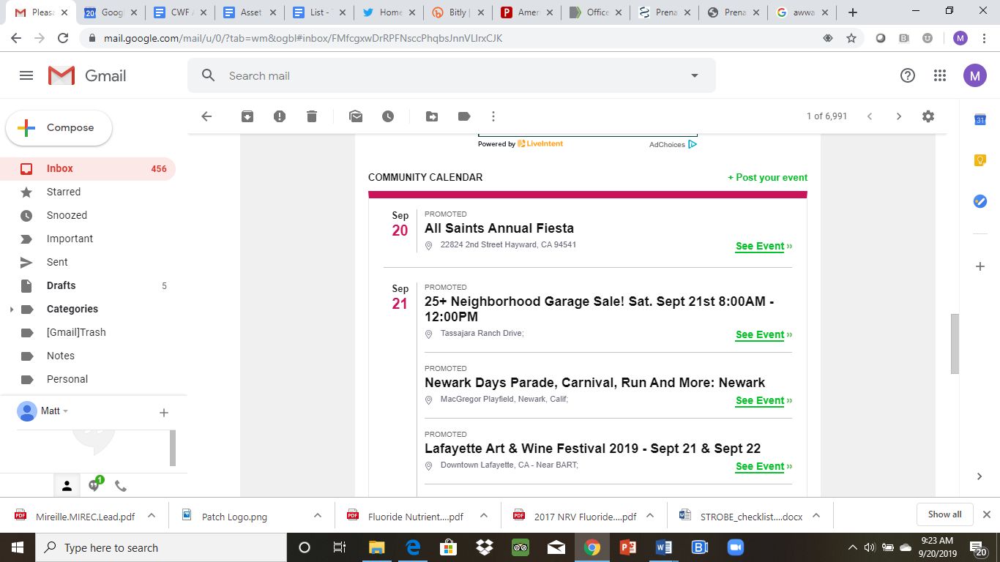 Pleasa
Googl
CWF A
Asset
List -
Home
Bitly |
Ameri
Office
Prena
Prena
awwa
mail.google.com/mail/u/0/?tab=wm&ogbl#inbox/FMfcgxwDrRPFNsccPhqbsJnnVLlrxCJK
M
Gmail
Search mail
M
Compose
1 of 6,991
Inbox 456
Starred
Snoozed
Important
Sent
Drafts 5
Categories
[Gmail]Trash
Notes
Personal
Matt
1
Powered by LiveIntent
AdChoices
COMMUNITY CALENDAR
+ Post your event
Sep
20
PROMOTED
All Saints Annual Fiesta
22824 2nd Street Hayward, CA 94541
See Event »
Sep
21
PROMOTED
25+ Neighborhood Garage Sale! Sat. Sept 21st 8:00AM -
12:00PM
Tassajara Ranch Drive;
See Event »
PROMOTED
Newark Days Parade, Carnival, Run And More: Newark
MacGregor Playfield, Newark, Calif;
See Event »
PROMOTED
Lafayette Art & Wine Festival 2019 - Sept 21 & Sept 22
Downtown Lafayette, CA - Near BART;
See Event »
31
Mireille.MIREC.Lead.pdf
Patch Logo.png
Fluoride Nutrient....pdf
2017 NRV Fluoride....pdf
STROBE_checklist....docx
Show all
Type here to search
9:23 AM
9/20/2019
20